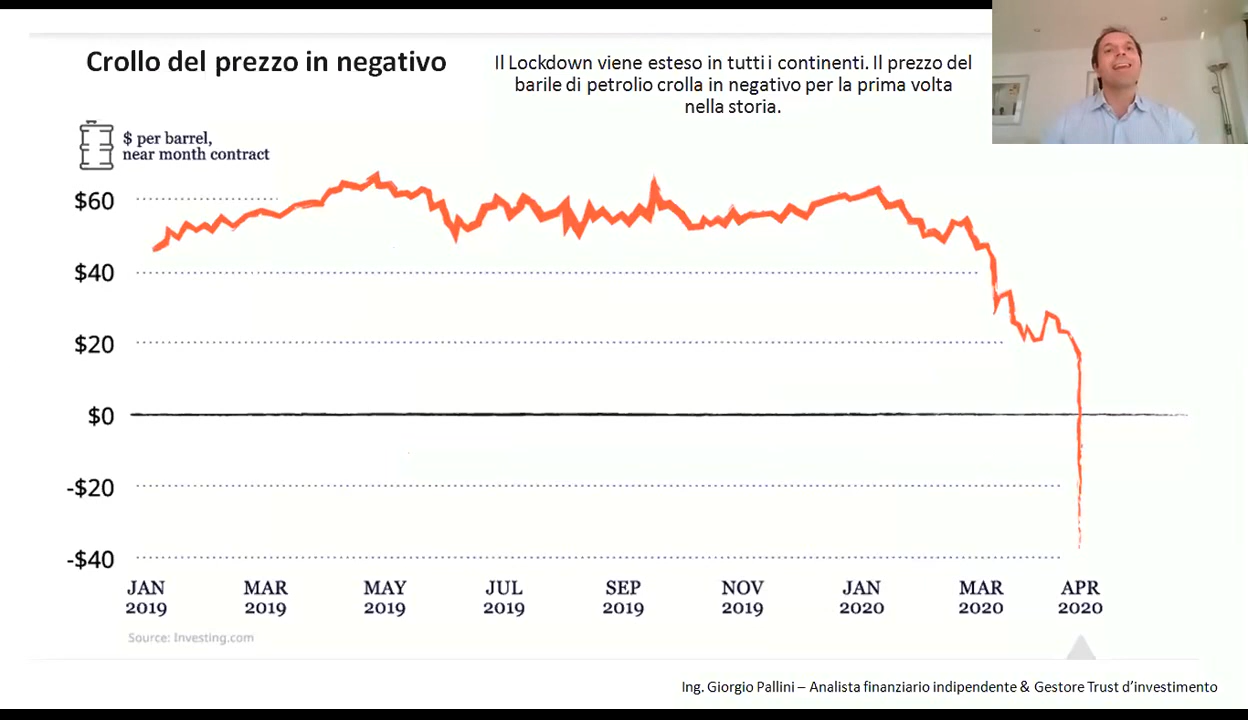 Crollo del prezzo in negativo
Il Lockdown viene esteso in tutti i continenti. Il prezzo del
barile di petrolio crolla in negativo per la prima volta
nella storia.
$ per barrel,
near month contract
$60
$40
$20
$0
-$20
-$40
JAN MAR MAY JUL SEP NOV JAN MAR APR
2019 2019 2019 2019 2019 2019 2020 2020 2020
Source: Investing.com
Ing. Giorgio Pallini – Analista finanziario indipendente & Gestore Trust d’investimento